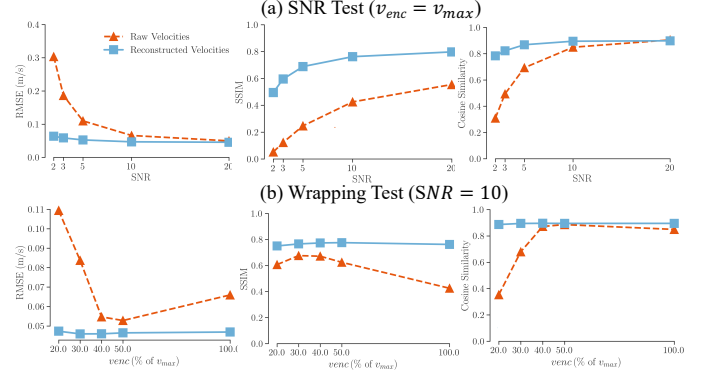 (a) SNR Test (v_enc = v_max)
Raw Velocities
Reconstructed Velocities
RMSE (m/s)
0.4
0.3
0.2
0.1
0.0
2 3 5 10 20
SNR
SSIM
1.0
0.8
0.6
0.4
0.2
0.0
2 3 5 10 20
SNR
Cosine Similarity
1.0
0.8
0.6
0.4
0.2
0.0
2 3 5 10 20
SNR
(b) Wrapping Test (SNR = 10)
RMSE (m/s)
0.11
0.10
0.09
0.08
0.07
0.06
0.05
20.0 30.0 40.0 50.0 100.0
venc (% of v_max)
SSIM
1.0
0.8
0.6
0.4
0.2
0.0
20.0 30.0 40.0 50.0 100.0
venc (% of v_max)
Cosine Similarity
1.0
0.8
0.6
0.4
0.2
0.0
20.0 30.0 40.0 50.0 100.0
venc (% of v_max)